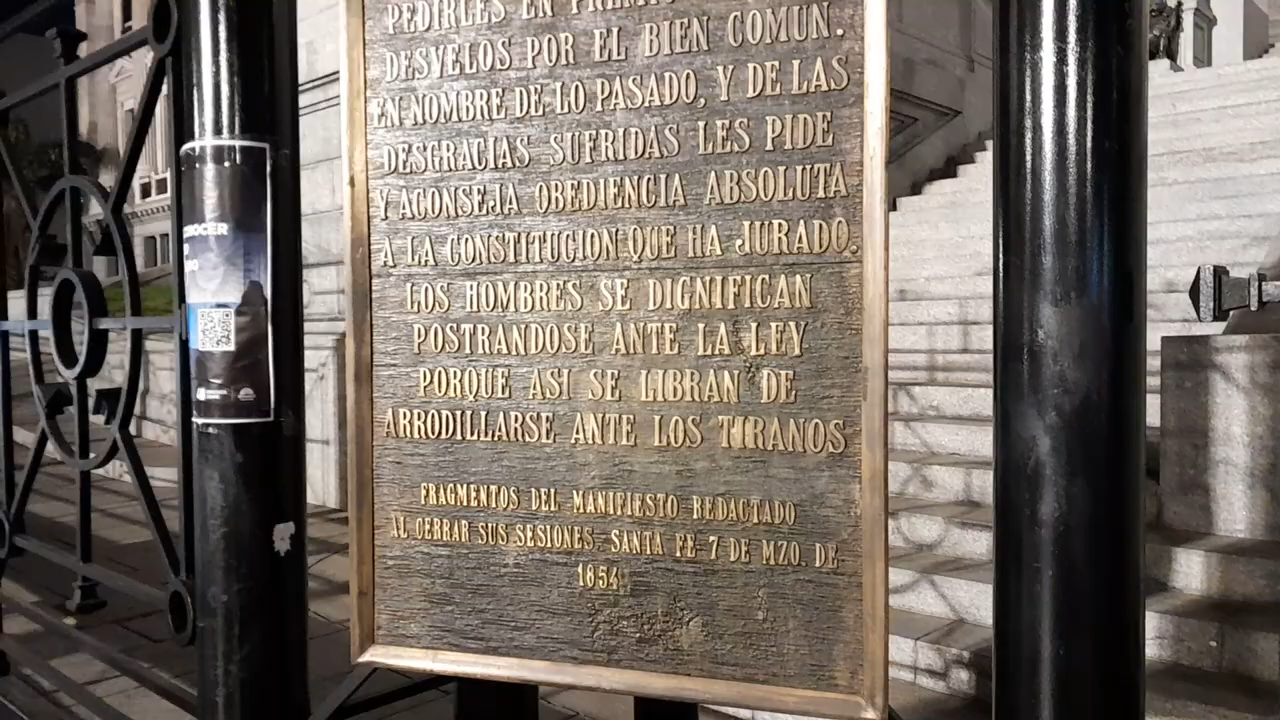 PEDIRLES EN
DESVELOS POR EL BIEN COMUN.
EN NOMBRE DE LO PASADO, Y DE LAS
DESGRACIAS SUFRIDAS LES PIDE
Y ACONSEJA OBEDIENCIA ABSOLUTA
A LA CONSTITUCION QUE HA JURADO.
LOS HOMBRES SE DIGNIFICAN
POSTRANDOSE ANTE LA LEY
PORQUE ASI SE LIBRAN DE
ARRODILLARSE ANTE LOS TIRANOS
FRAGMENTOS DEL MANIFIESTO REDACTADO
AL CERRAR SUS SESIONES - SANTA FE - 7 DE MZO. DE
1854